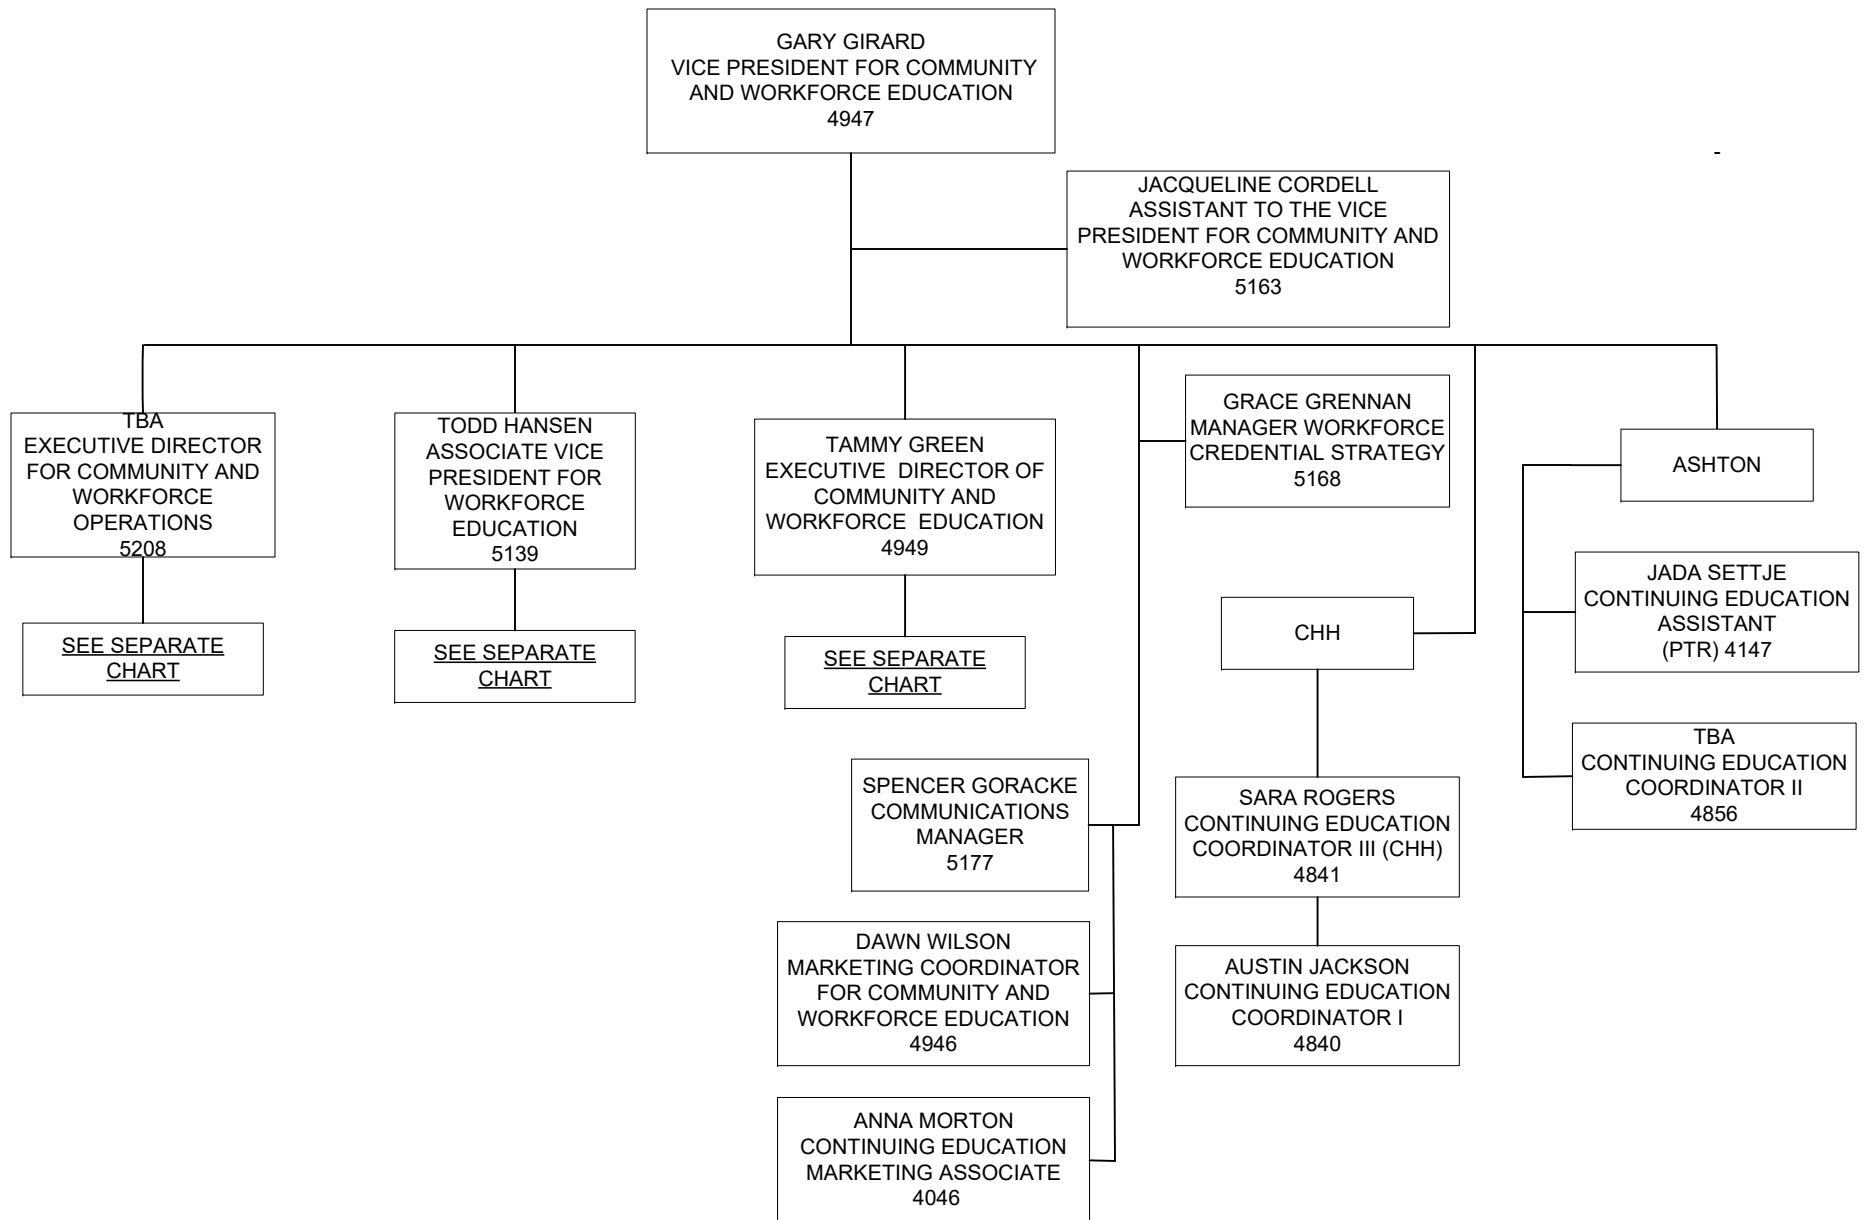 GARY GIRARD
VICE PRESIDENT FOR COMMUNITY
AND WORKFORCE EDUCATION
4947
-
JACQUELINE CORDELL
ASSISTANT TO THE VICE
PRESIDENT FOR COMMUNITY AND
WORKFORCE EDUCATION
5163
TBA
EXECUTIVE DIRECTOR
FOR COMMUNITY AND
WORKFORCE
OPERATIONS
5208
SEE SEPARATE
CHART
TODD HANSEN
ASSOCIATE VICE
PRESIDENT FOR
WORKFORCE
EDUCATION
5139
SEE SEPARATE
CHART
TAMMY GREEN
EXECUTIVE  DIRECTOR OF
COMMUNITY AND
WORKFORCE  EDUCATION
4949
SEE SEPARATE
CHART
GRACE GRENNAN
MANAGER WORKFORCE
CREDENTIAL STRATEGY
5168
SPENCER GORACKE
COMMUNICATIONS
MANAGER
5177
DAWN WILSON
MARKETING COORDINATOR
FOR COMMUNITY AND
WORKFORCE EDUCATION
4946
ANNA MORTON
CONTINUING EDUCATION
MARKETING ASSOCIATE
4046
CHH
SARA ROGERS
CONTINUING EDUCATION
COORDINATOR III (CHH)
4841
AUSTIN JACKSON
CONTINUING EDUCATION
COORDINATOR I
4840
ASHTON
JADA SETTJE
CONTINUING EDUCATION
ASSISTANT
(PTR) 4147
TBA
CONTINUING EDUCATION
COORDINATOR II
4856